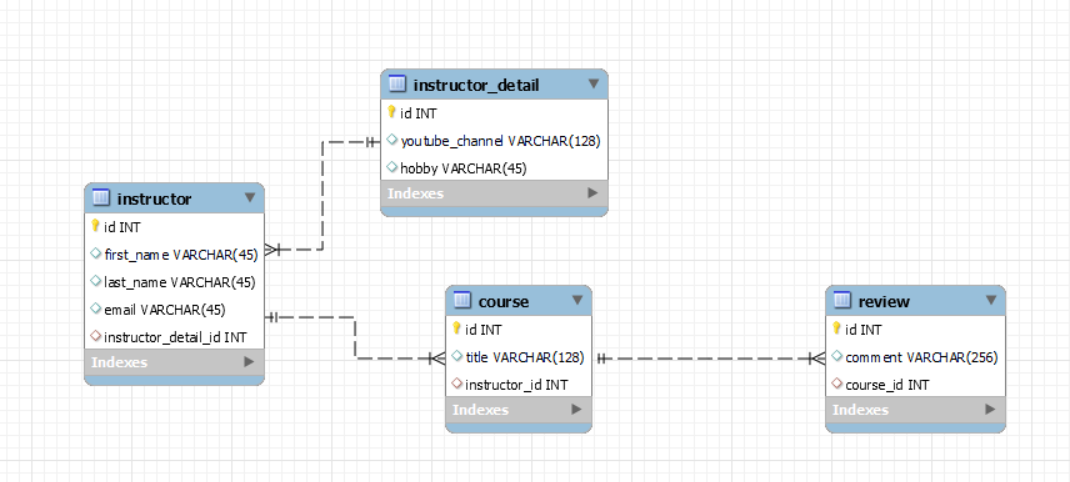 instructor_detail
id INT
youtube_channel VARCHAR(128)
hobby VARCHAR(45)
Indexes
instructor
id INT
first_name VARCHAR(45)
last_name VARCHAR(45)
email VARCHAR(45)
instructor_detail_id INT
Indexes
course
id INT
title VARCHAR(128)
instructor_id INT
Indexes
review
id INT
comment VARCHAR(256)
course_id INT
Indexes